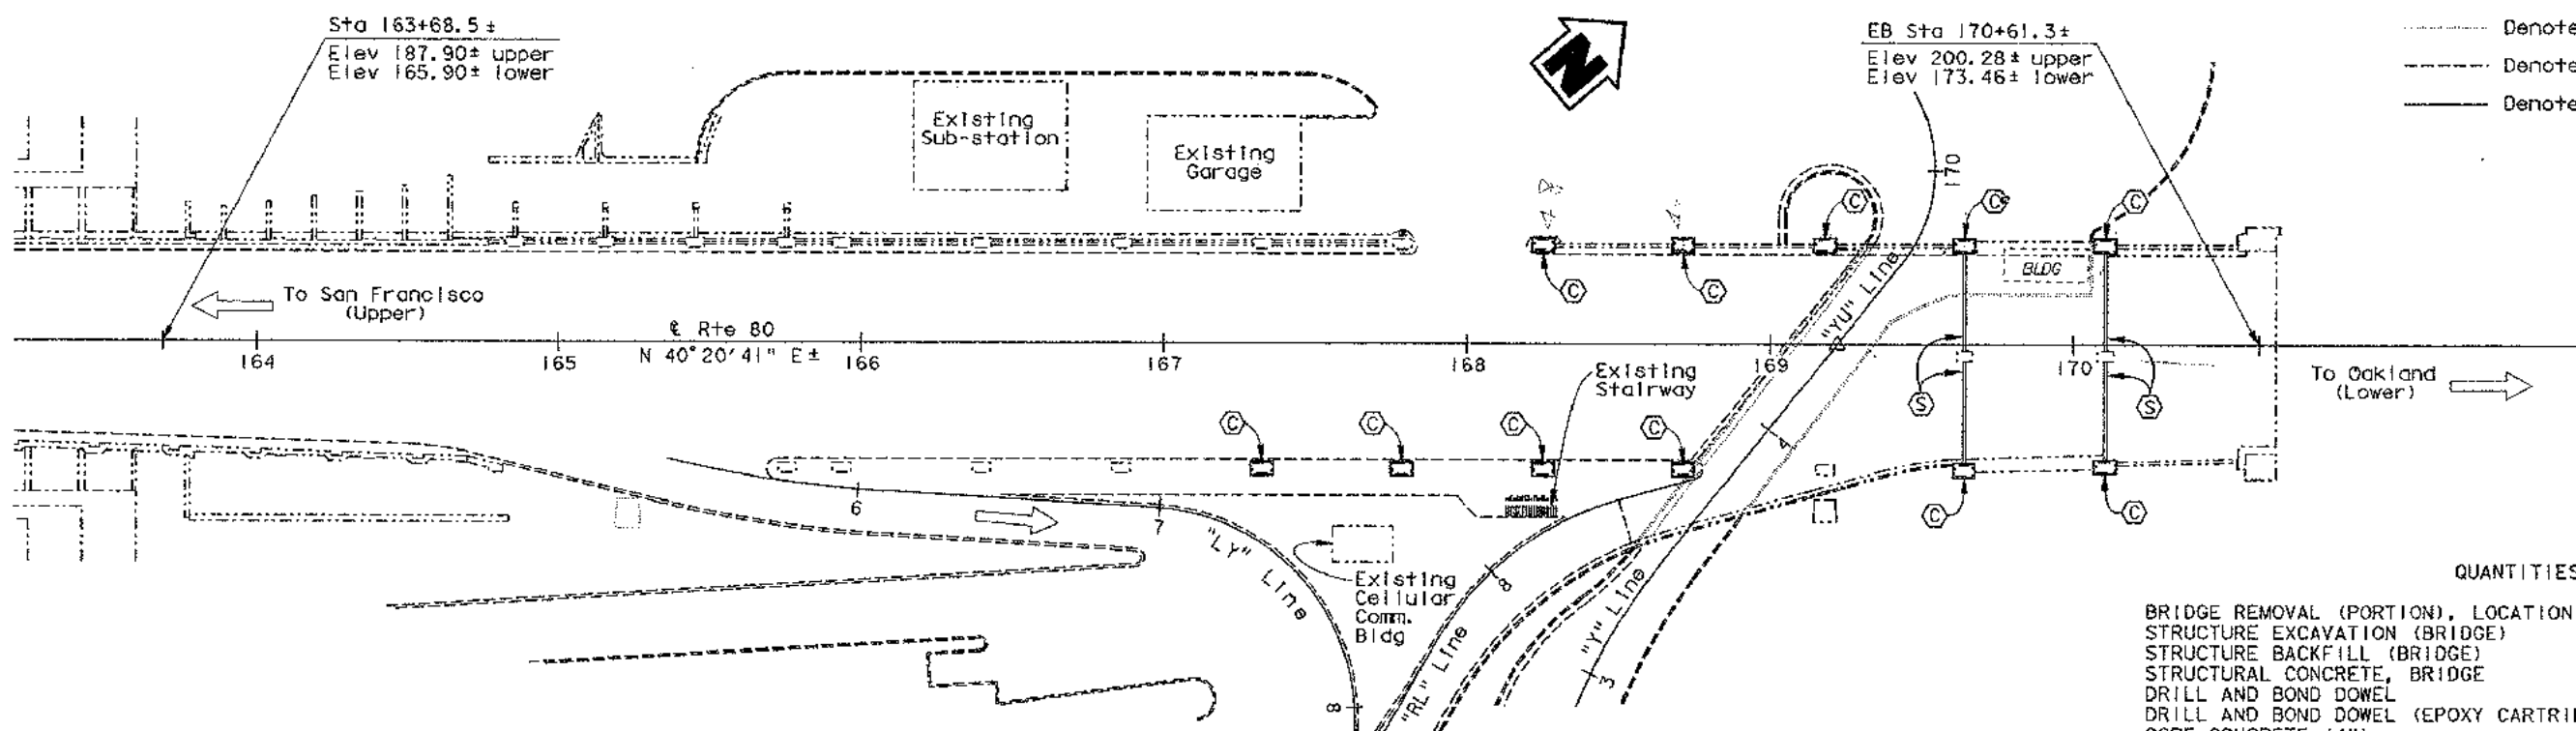 Sta 163+68.5 ±
Elev 187.90± upper
Elev 165.90± lower
N
EB Sta 170+61.3±
Elev 200.28± upper
Elev 173.46± lower
Denote
Denote
Denote
Existing
Sub-station
Existing
Garage
170
C
C
C
C
C
BLDG
To San Francisco
(Upper)
"YU" Line
℄ Rte 80
N 40°20'41" E±
164
165
166
167
168
169
170
Existing
Stairway
To Oakland
(Lower)
S
S
C
C
C
C
4
6
7
"LY" Line
C
C
8
Existing
Cellular
Comm.
Bldg
"RL" Line
"Y" Line
3
8
QUANTITIES
BRIDGE REMOVAL (PORTION), LOCATION
STRUCTURE EXCAVATION (BRIDGE)
STRUCTURE BACKFILL (BRIDGE)
STRUCTURAL CONCRETE, BRIDGE
DRILL AND BOND DOWEL
DRILL AND BOND DOWEL (EPOXY CARTRI